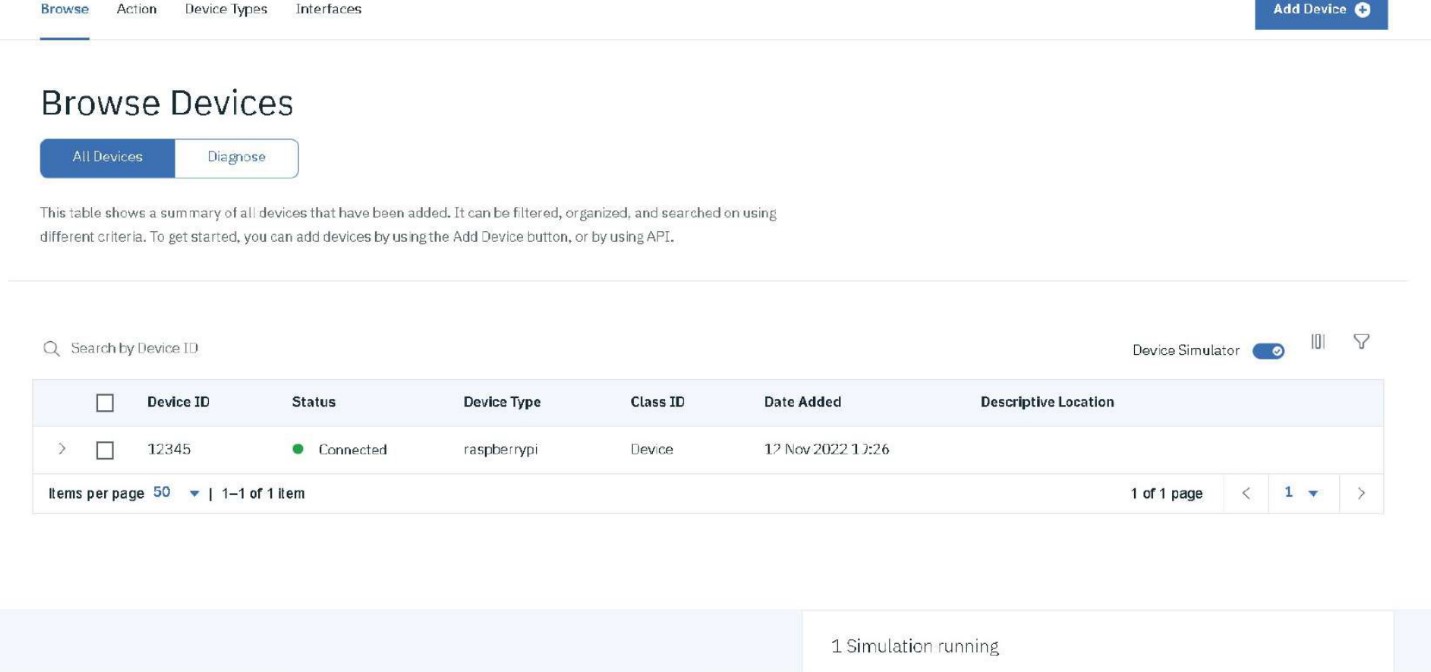 Browse Action Device Types Interfaces Add Device
Browse Devices
All Devices Diagnose
This table shows a summary of all devices that have been added. It can be filtered, organized, and searched on using
different criteria. To get started, you can add devices by using the Add Device button, or by using API.
Search by Device ID Device Simulator
Device ID Status Device Type Class ID Date Added Descriptive Location
12345 Connected raspberrypi Device Nov 2022
Items per page 50 | 1–1 of 1 item 1 of 1 page 1
1 Simulation running